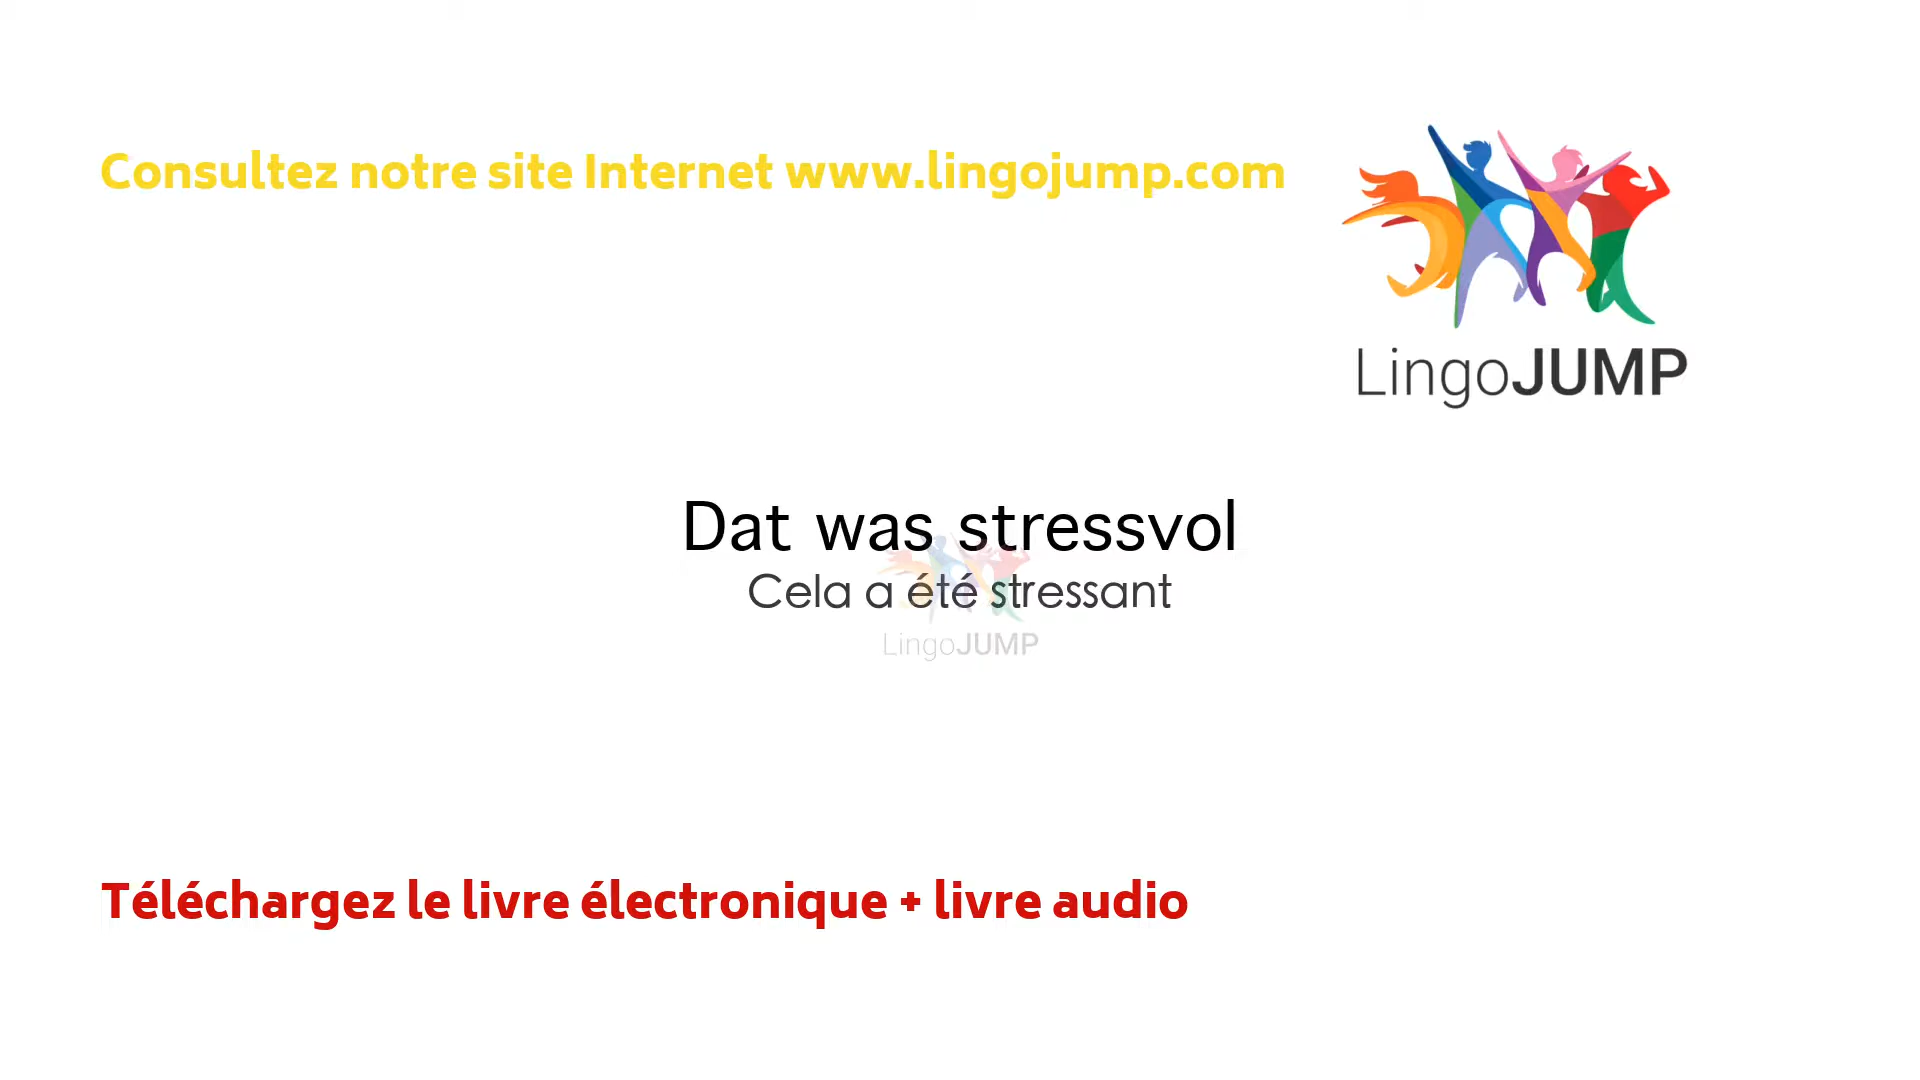 Consultez notre site Internet www.lingojump.com
LingoJUMP
Dat was stressvol
Cela a été stressant
LingoJUMP
Téléchargez le livre électronique + livre audio